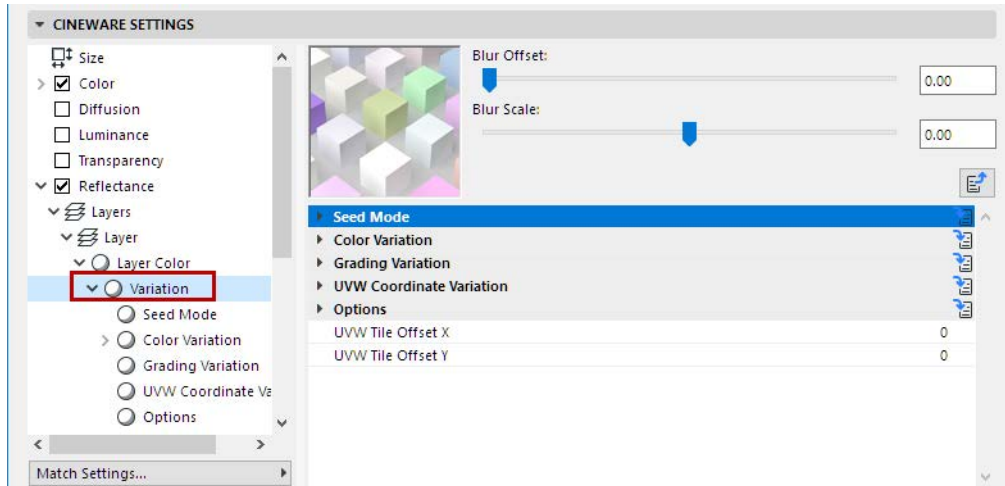 CINEWARE SETTINGS
Size
Color
Diffusion
Luminance
Transparency
Reflectance
Layers
Layer
Layer Color
Variation
Seed Mode
Color Variation
Grading Variation
UVW Coordinate Va
Options
Match Settings...
Blur Offset:
0.00
Blur Scale:
0.00
Seed Mode
Color Variation
Grading Variation
UVW Coordinate Variation
Options
UVW Tile Offset X 0
UVW Tile Offset Y 0